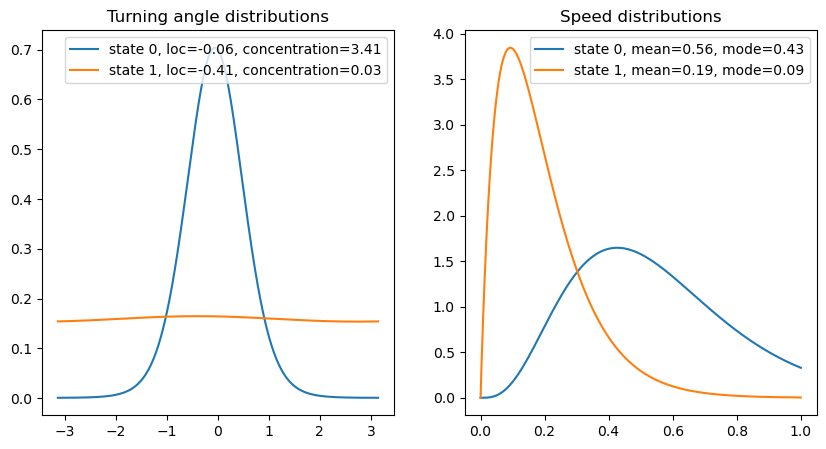 Turning angle distributions
state 0, loc=-0.06, concentration=3.41
state 1, loc=-0.41, concentration=0.03
0.7
0.6
0.5
0.4
0.3
0.2
0.1
0.0
−3 −2 −1 0 1 2 3
Speed distributions
state 0, mean=0.56, mode=0.43
state 1, mean=0.19, mode=0.09
4.0
3.5
3.0
2.5
2.0
1.5
1.0
0.5
0.0
0.0 0.2 0.4 0.6 0.8 1.0